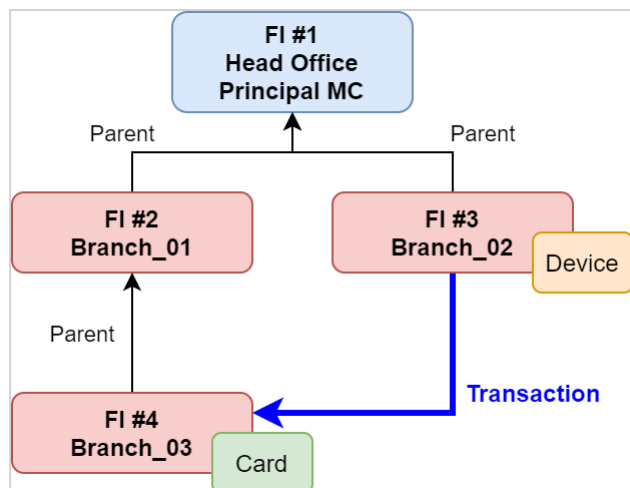 FI #1
Head Office
Principal MC
Parent
Parent
FI #2
Branch_01
FI #3
Branch_02
Device
Parent
Transaction
FI #4
Branch_03
Card